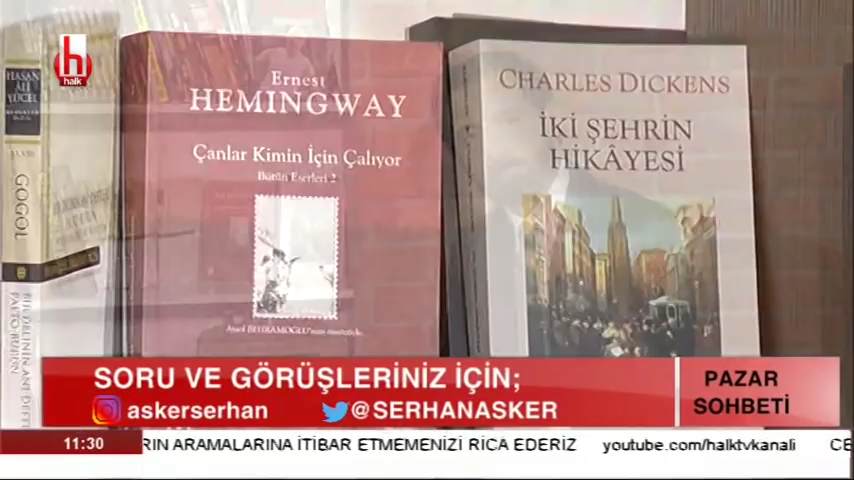 halk
HASAN
ÂLİ
YÜCEL
GOGOL
Ernest
HEMINGWAY
Çanlar Kimin İçin Çalıyor
Bütün Eserleri 2
CHARLES DICKENS
İKİ ŞEHRİN
HİKÂYESİ
SORU VE GÖRÜŞLERİNİZ İÇİN;
askerserhan
@SERHANASKER
PAZAR
SOHBETİ
11:30
RIN ARAMALARINA İTİBAR ETMEMENİZİ RİCA EDERİZ youtube.com/halktvkanali CE